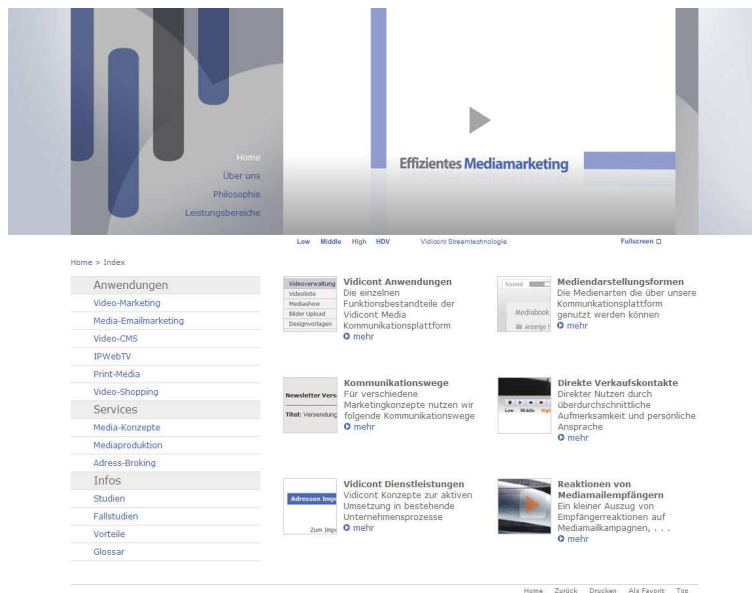 Home
Über uns
Philosophie
Leistungsbereiche
Effizientes Mediamarketing
Low Middle High HDV Vidicont Streamtechnologie Fullscreen
Home > Index
Anwendungen
Video-Marketing
Media-Emailmarketing
Video-CMS
IPWebTV
Print-Media
Video-Shopping
Services
Media-Konzepte
Mediaproduktion
Adress-Broking
Infos
Studien
Fallstudien
Vorteile
Glossar
Videoverwaltung
Videoliste
Mediashow
Bilder Upload
Designvorlagen
Vidicont Anwendungen
Die einzelnen
Funktionsbestandteile der
Vidicont Media
Kommunikationsplattform
mehr
Sound
Mediabook
Anzeige
Mediendarstellungsformen
Die Medienarten die über unsere
Kommunikationsplattform
genutzt werden können
mehr
Newsletter Vers
Titel: Versendung
Kommunikationswege
Für verschiedene
Marketingkonzepte nutzen wir
folgende Kommunikationswege
mehr
Low Middle High
Direkte Verkaufskontakte
Direkter Nutzen durch
überdurchschnittliche
Aufmerksamkeit und persönliche
Ansprache
mehr
Adressen Imp
Zum Imp
Vidicont Dienstleistungen
Vidicont Konzepte zur aktiven
Umsetzung in bestehende
Unternehmensprozesse
mehr
Reaktionen von
Mediamailempfängern
Ein kleiner Auszug von
Empfängerreaktionen auf
Mediamailkampagnen, . . .
mehr
Home Zurück Drucken Als Favorit Top